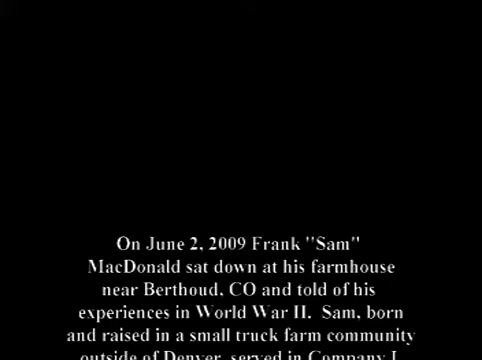 On June 2, 2009 Frank "Sam"
MacDonald sat down at his farmhouse
near Berthoud, CO and told of his
experiences in World War II.  Sam, born
and raised in a small truck farm community
outside of Denver, served in Company I